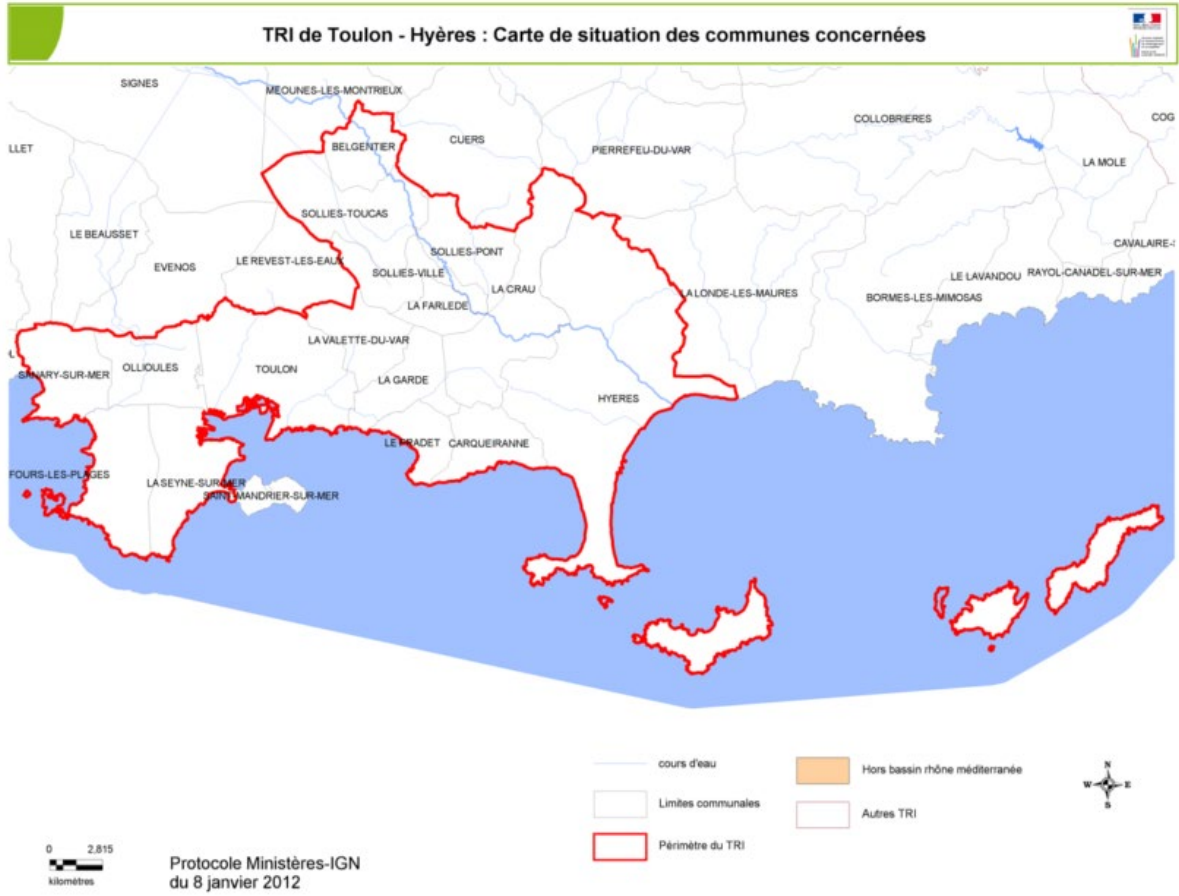 TRI de Toulon - Hyères : Carte de situation des communes concernées
SIGNES
MEOUNES-LES-MONTRIEUX
COLLOBRIERES
COG
LLET
BELGENTIER
CUERS
PIERREFEU-DU-VAR
LA MOLE
SOLLIES-TOUCAS
LE BEAUSSET
CAVALAIRE-S
EVENOS
LE REVEST-LES-EAUX
SOLLIES-PONT
SOLLIES-VILLE
LA CRAU
LE LAVANDOU
RAYOL-CANADEL-SUR-MER
LA LONDE-LES-MAURES
BORMES-LES-MIMOSAS
LA FARLEDE
LA VALETTE-DU-VAR
SANARY-SUR-MER
OLLIOULES
TOULON
LA GARDE
HYERES
LE PRADET
CARQUEIRANNE
FOURS-LES-PLAGES
LA SEYNE-SUR-MER
SAINT-MANDRIER-SUR-MER
cours d'eau
Hors bassin rhône méditerranée
Limites communales
Autres TRI
Périmètre du TRI
N
W
E
S
0 2,815
kilomètres
Protocole Ministères-IGN
du 8 janvier 2012